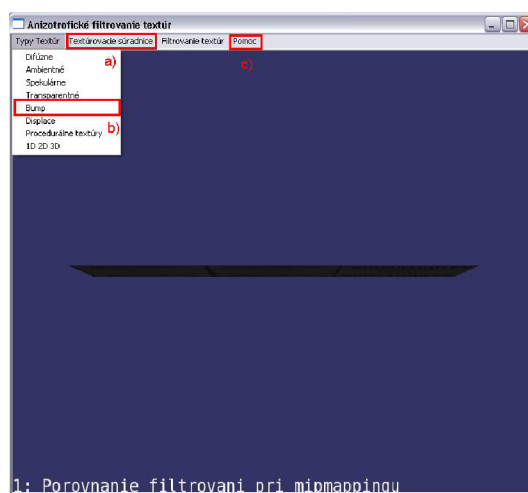 Anizotrofické filtrovanie textúr
Typy Textúr Textúrovacie súradnice Filtrovanie textúr Pomoc
a) c)
Difúzne
Ambientné
Spekulárne
Transparentné
Bump
b)
Displace
Procedurálne textúry
1D 2D 3D
1: Porovnanie filtrovani pri mipmappingu